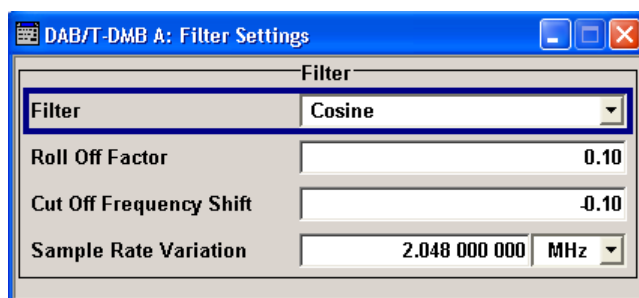 DAB/T-DMB A: Filter Settings
Filter
Filter Cosine
Roll Off Factor 0.10
Cut Off Frequency Shift -0.10
Sample Rate Variation 2.048 000 000 MHz